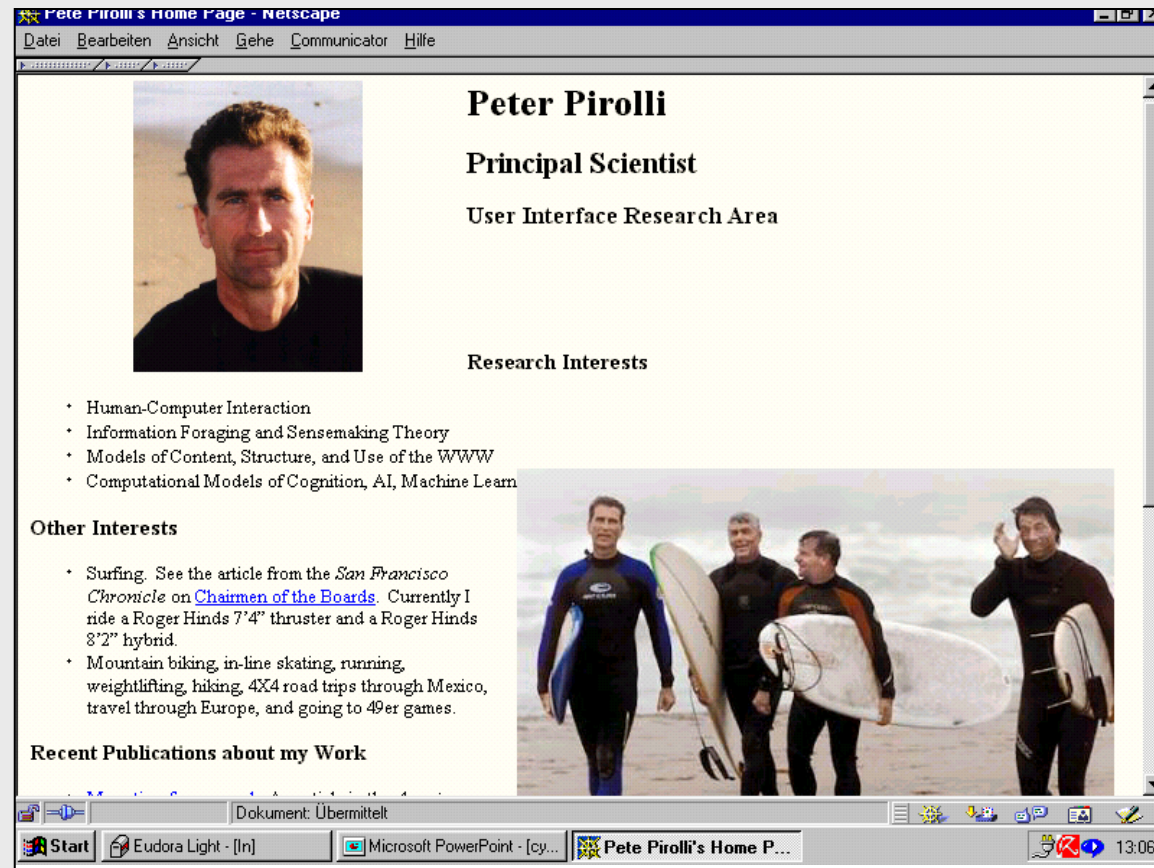 Pete Pirolli's Home Page - Netscape
Datei Bearbeiten Ansicht Gehe Communicator Hilfe
Peter Pirolli
Principal Scientist
User Interface Research Area
Research Interests
Human-Computer Interaction
Information Foraging and Sensemaking Theory
Models of Content, Structure, and Use of the WWW
Computational Models of Cognition, AI, Machine Learn
Other Interests
Surfing. See the article from the San Francisco
Chronicle on Chairmen of the Boards. Currently I
ride a Roger Hinds 7'4” thruster and a Roger Hinds
8'2” hybrid.
Mountain biking, in-line skating, running,
weightlifting, hiking, 4X4 road trips through Mexico,
travel through Europe, and going to 49er games.
Recent Publications about my Work
Dokument: Übermittelt
Start Eudora Light - [In] Microsoft PowerPoint - [cy... Pete Pirolli's Home P... 13:06